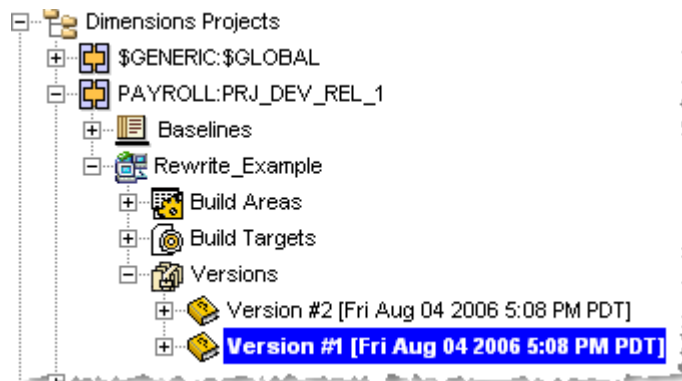 Dimensions Projects
$GENERIC:$GLOBAL
PAYROLL:PRJ_DEV_REL_1
Baselines
Rewrite_Example
Build Areas
Build Targets
Versions
Version #2 [Fri Aug 04 2006 5:08 PM PDT]
Version #1 [Fri Aug 04 2006 5:08 PM PDT]